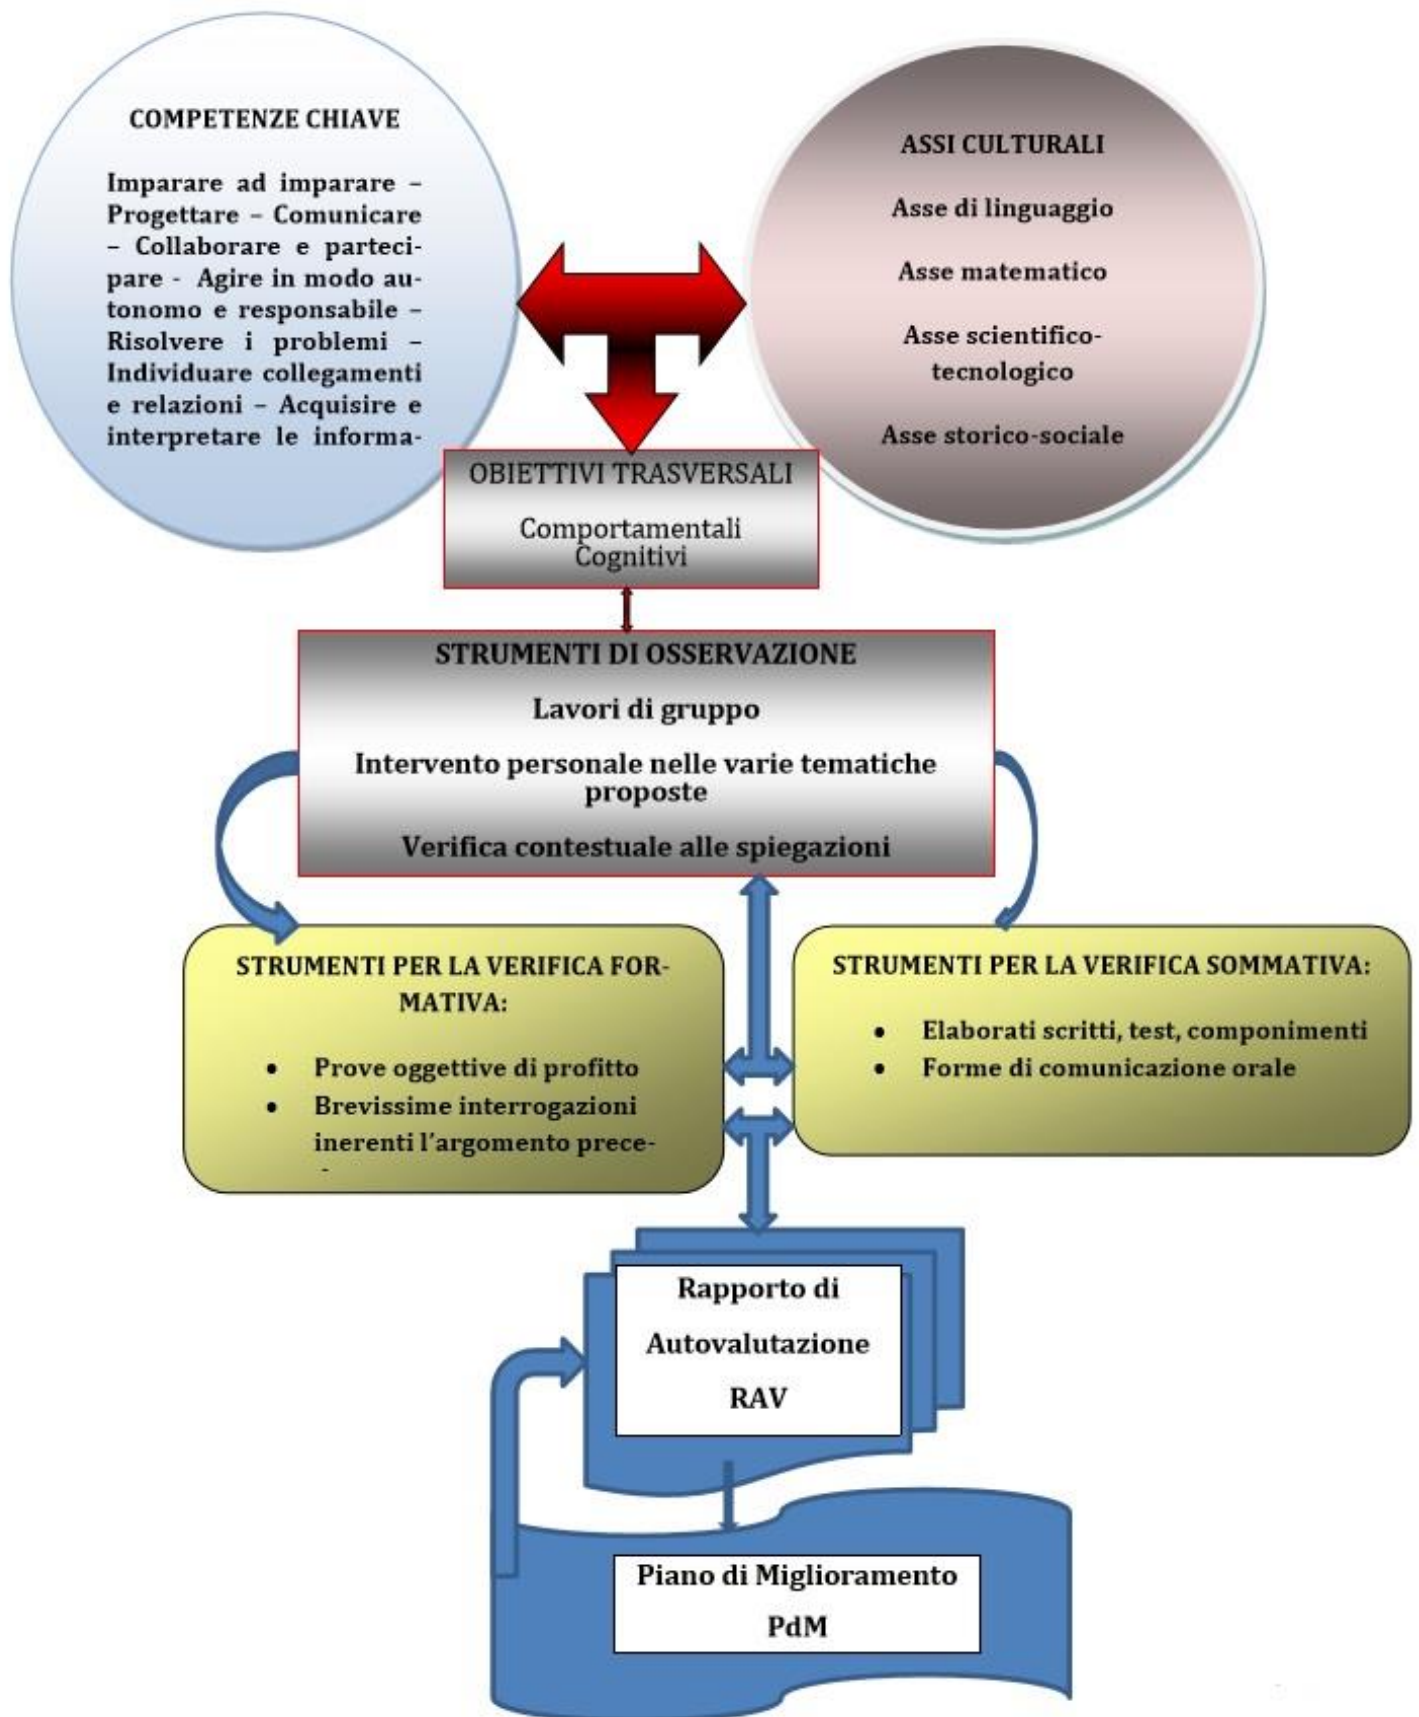 COMPETENZE CHIAVE
Imparare ad imparare –
Progettare – Comunicare
– Collaborare e parteci-
pare - Agire in modo au-
tonomo e responsabile –
Risolvere i problemi –
Individuare collegamenti
e relazioni – Acquisire e
interpretare le informa-
ASSI CULTURALI
Asse di linguaggio
Asse matematico
Asse scientifico-
tecnologico
Asse storico-sociale
OBIETTIVI TRASVERSALI
Comportamentali
Cognitivi
STRUMENTI DI OSSERVAZIONE
Lavori di gruppo
Intervento personale nelle varie tematiche
proposte
Verifica contestuale alle spiegazioni
STRUMENTI PER LA VERIFICA FOR-
MATIVA:
• Prove oggettive di profitto
• Brevissime interrogazioni
inerenti l'argomento prece-
STRUMENTI PER LA VERIFICA SOMMATIVA:
• Elaborati scritti, test, componimenti
• Forme di comunicazione orale
Rapporto di
Autovalutazione
RAV
Piano di Miglioramento
PdM